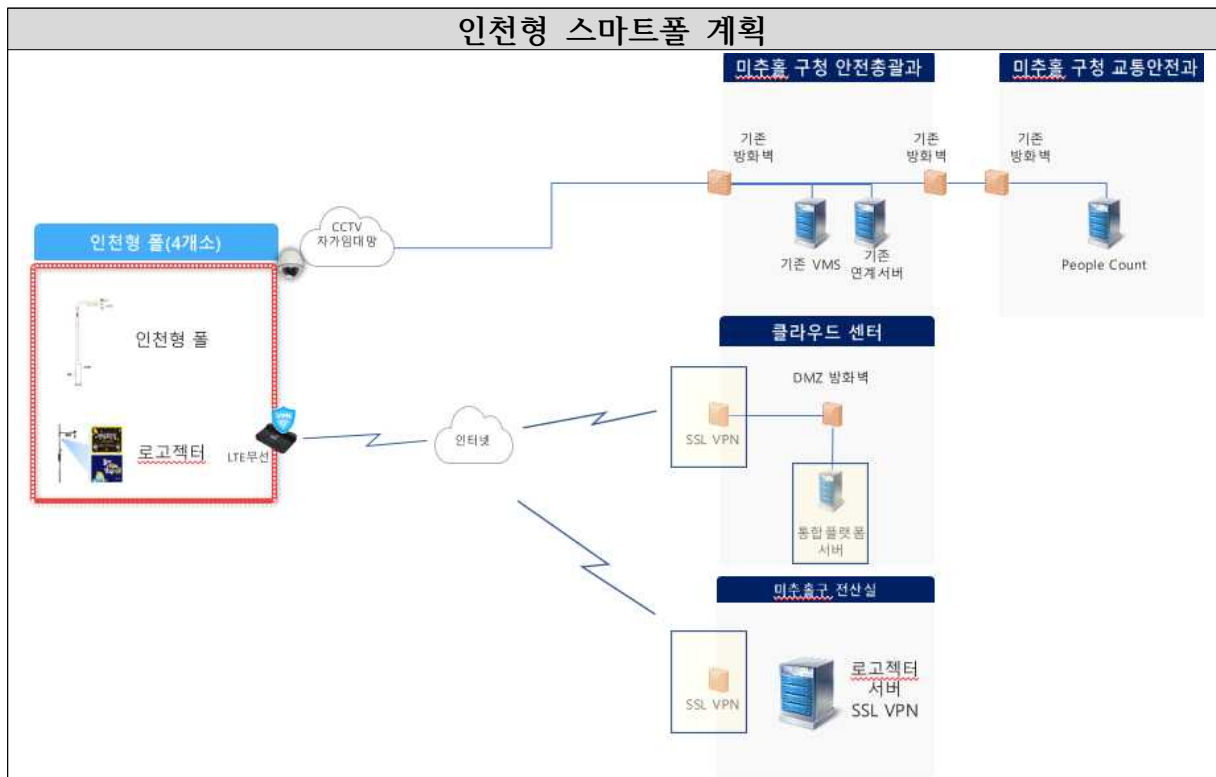 인천형 스마트폴 계획
미추홀 구청 안전총괄과
미추홀 구청 교통안전과
기존
방화벽
기존
방화벽
기존
방화벽
CCTV
자가임대망
인천형 폴(4개소)
기존 VMS
기존
연계서버
People Count
인천형 폴
클라우드 센터
DMZ 방화벽
SSL VPN
인터넷
VPN
로고젝터
LTE무선
통합플랫폼
서버
미추홀구 전산실
로고젝터
서버
SSL VPN
SSL VPN